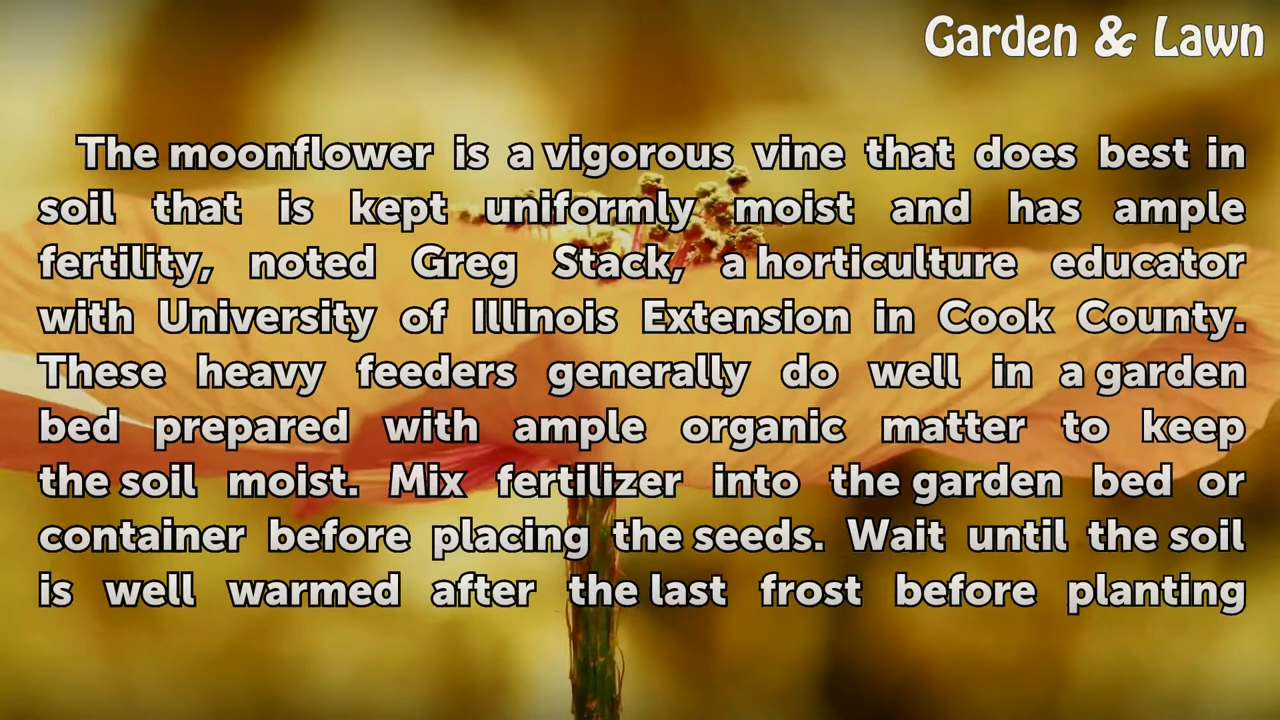 Garden & Lawn
The moonflower is a vigorous vine that does best in
soil that is kept uniformly moist and has ample
fertility, noted Greg Stack, a horticulture educator
with University of Illinois Extension in Cook County.
These heavy feeders generally do well in a garden
bed prepared with ample organic matter to keep
the soil moist. Mix fertilizer into the garden bed or
container before placing the seeds. Wait until the soil
is well warmed after the last frost before planting